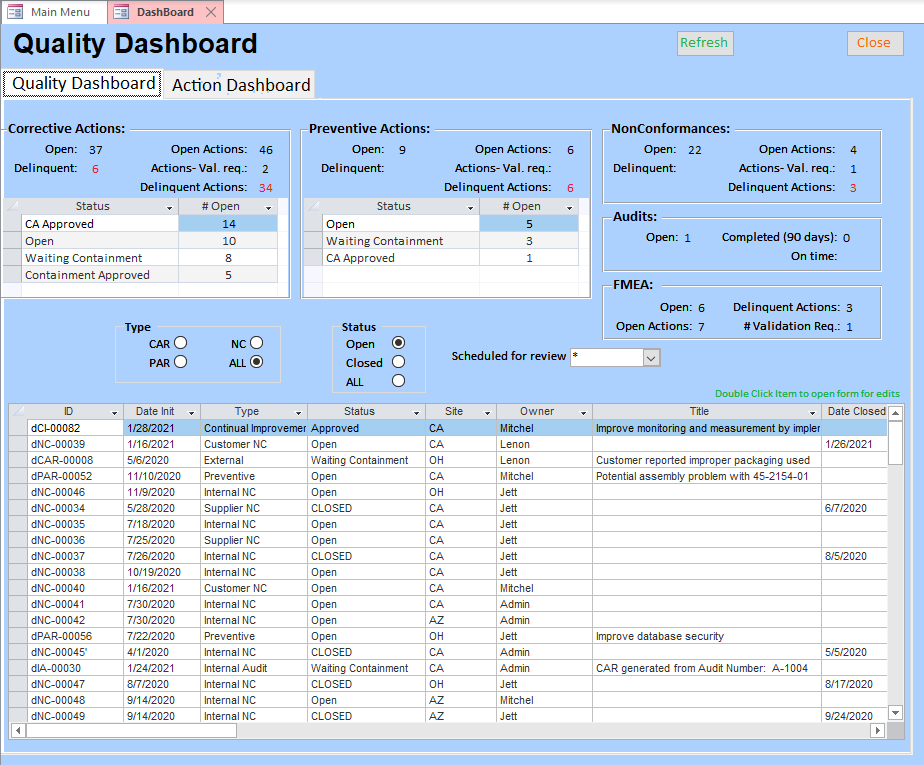 Main Menu DashBoard
Quality Dashboard Refresh Close
Quality Dashboard Action Dashboard
Corrective Actions:
Open: 37 Open Actions: 46
Delinquent: 6 Actions- Val. req.: 2
Delinquent Actions: 34
Status # Open
CA Approved 14
Open 10
Waiting Containment 8
Containment Approved 5
Preventive Actions:
Open: 9 Open Actions: 6
Delinquent: Actions- Val. req.:
Delinquent Actions: 6
Status # Open
Open 5
Waiting Containment 3
CA Approved 1
NonConformances:
Open: 22 Open Actions: 4
Delinquent: Actions- Val. req.: 1
Delinquent Actions: 3
Audits:
Open: 1 Completed (90 days): 0
On time:
FMEA:
Open: 6 Delinquent Actions: 3
Open Actions: 7 # Validation Req.: 1
Type
CAR NC
PAR ALL
Status
Open
Closed
ALL
Scheduled for review *
Double Click Item to open form for edits
ID Date Init Type Status Site Owner Title Date Closed
dCI-00082 1/28/2021 Continual Improvemer Approved CA Mitchel Improve monitoring and measurement by impler
dNC-00039 1/16/2021 Customer NC Open CA Lenon 1/26/2021
dCAR-00008 5/6/2020 External Waiting Containment OH Lenon Customer reported improper packaging used
dPAR-00052 11/10/2020 Preventive Open CA Mitchel Potential assembly problem with 45-2154-01
dNC-00046 11/9/2020 Internal NC Open OH Jett
dNC-00034 5/28/2020 Supplier NC CLOSED CA Jett 6/7/2020
dNC-00035 7/18/2020 Internal NC Open CA Jett
dNC-00036 7/25/2020 Supplier NC Open CA Jett
dNC-00037 7/26/2020 Internal NC CLOSED CA Jett 8/5/2020
dNC-00038 10/19/2020 Internal NC Open CA Jett
dNC-00040 1/16/2021 Customer NC Open CA Mitchel
dNC-00041 7/30/2020 Internal NC Open CA Admin
dNC-00042 7/30/2020 Internal NC Open AZ Admin
dPAR-00056 7/22/2020 Preventive Open OH Jett Improve database security
dNC-00045' 4/1/2020 Internal NC CLOSED CA Admin 5/5/2020
dIA-00030 1/24/2021 Internal Audit Waiting Containment CA Admin CAR generated from Audit Number: A-1004
dNC-00047 8/7/2020 Internal NC CLOSED OH Jett 8/17/2020
dNC-00048 9/14/2020 Internal NC Open AZ Mitchel
dNC-00049 9/14/2020 Internal NC CLOSED AZ Jett 9/24/2020